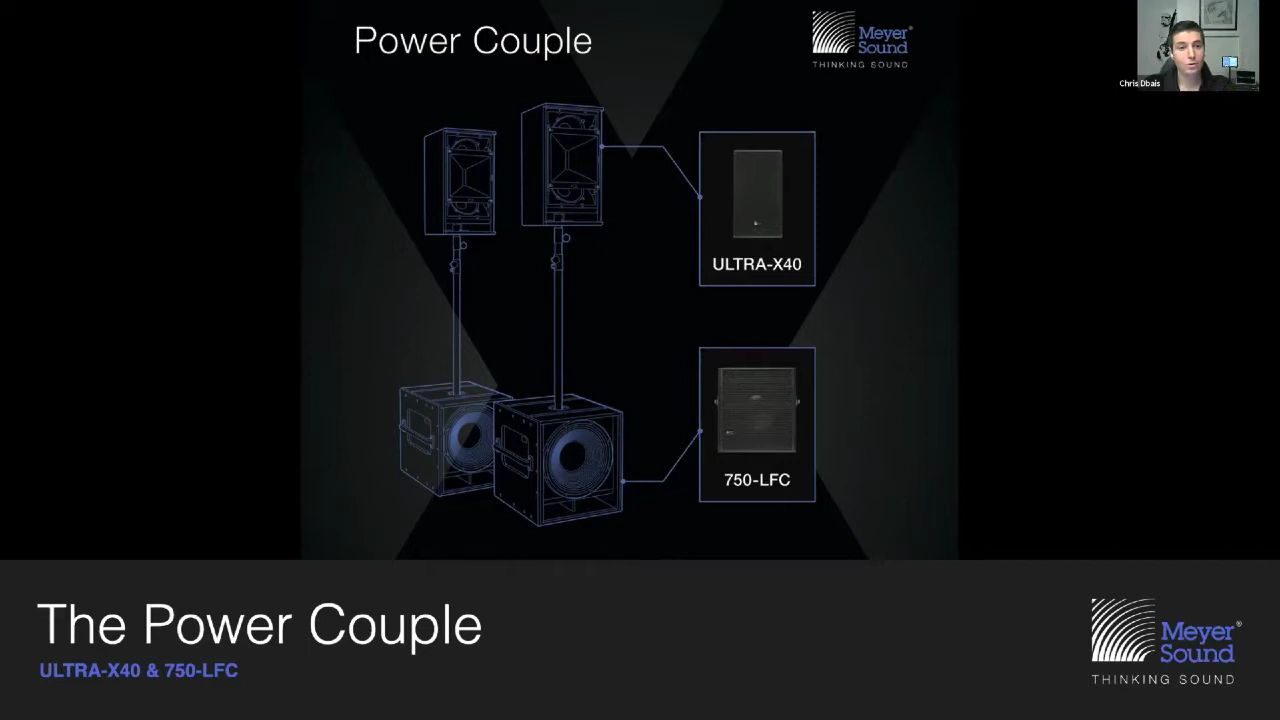 Power Couple
Meyer®
Sound
THINKING SOUND
Chris Dbais
ULTRA-X40
750-LFC
The Power Couple
ULTRA-X40 & 750-LFC
Meyer®
Sound
THINKING SOUND